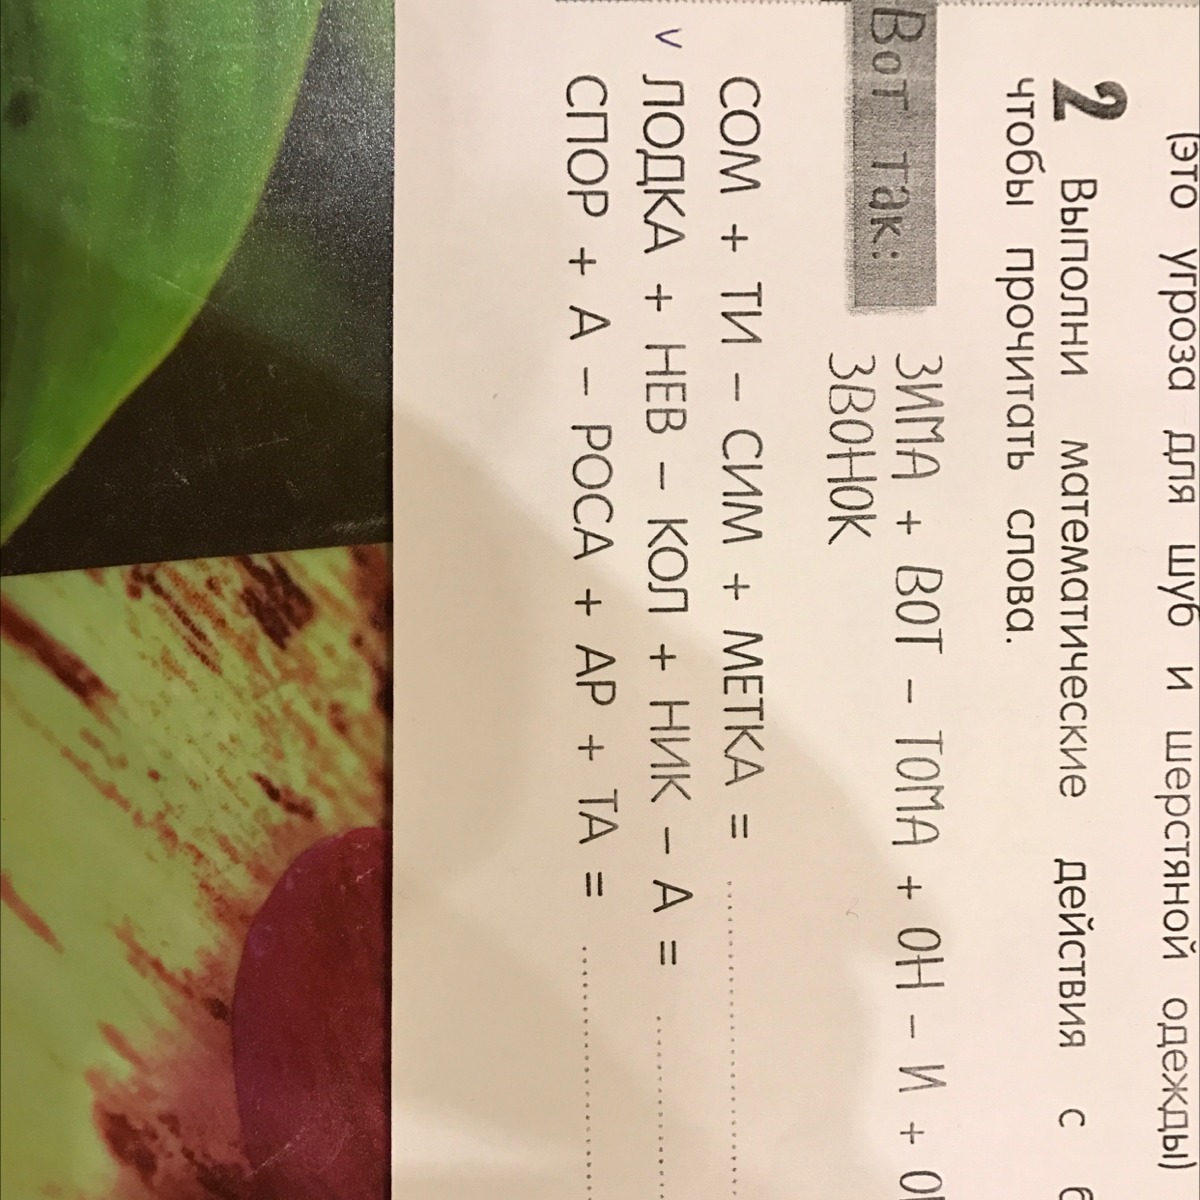 (это угроза для шуб и шерстяной одежды)
2 Выполни математические действия с
чтобы прочитать слова.
Вот так: ЗИМА + ВОТ – ТОМА + ОН – И +
ЗВОНОК
СОМ + ТИ – СИМ + МЕТКА =
v ЛОДКА + НЕВ – КОЛ + НИК – А =
СПОР + А – РОСА + АР + ТА =